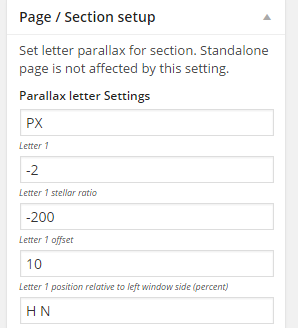 Page / Section setup
Set letter parallax for section. Standalone
page is not affected by this setting.
Parallax letter Settings
PX
Letter 1
-2
Letter 1 stellar ratio
-200
Letter 1 offset
10
Letter 1 position relative to left window side (percent)
H N